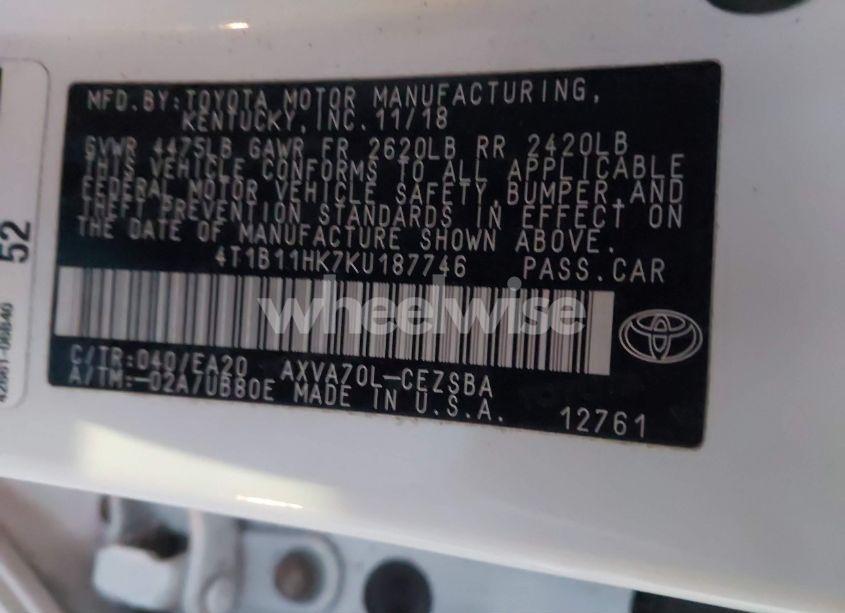 MFD.BY:TOYOTA MOTOR MANUFACTURING,
KENTUCKY,INC.11/18
GVWR 4475LB GAWR FR 2620LB RR 2420LB
THIS VEHICLE CONFORMS TO ALL APPLICABLE
FEDERAL MOTOR VEHICLE SAFETY,BUMPER,AND
THEFT PREVENTION STANDARDS IN EFFECT ON
THE DATE OF MANUFACTURE SHOWN ABOVE.
4T1B11HK7KU187746 PASS.CAR
wheelwise
C/TR:040/EA20 AXVA70L-CEZSBA
A/TM:-02A/UB80E MADE IN U.S.A.
12761
52